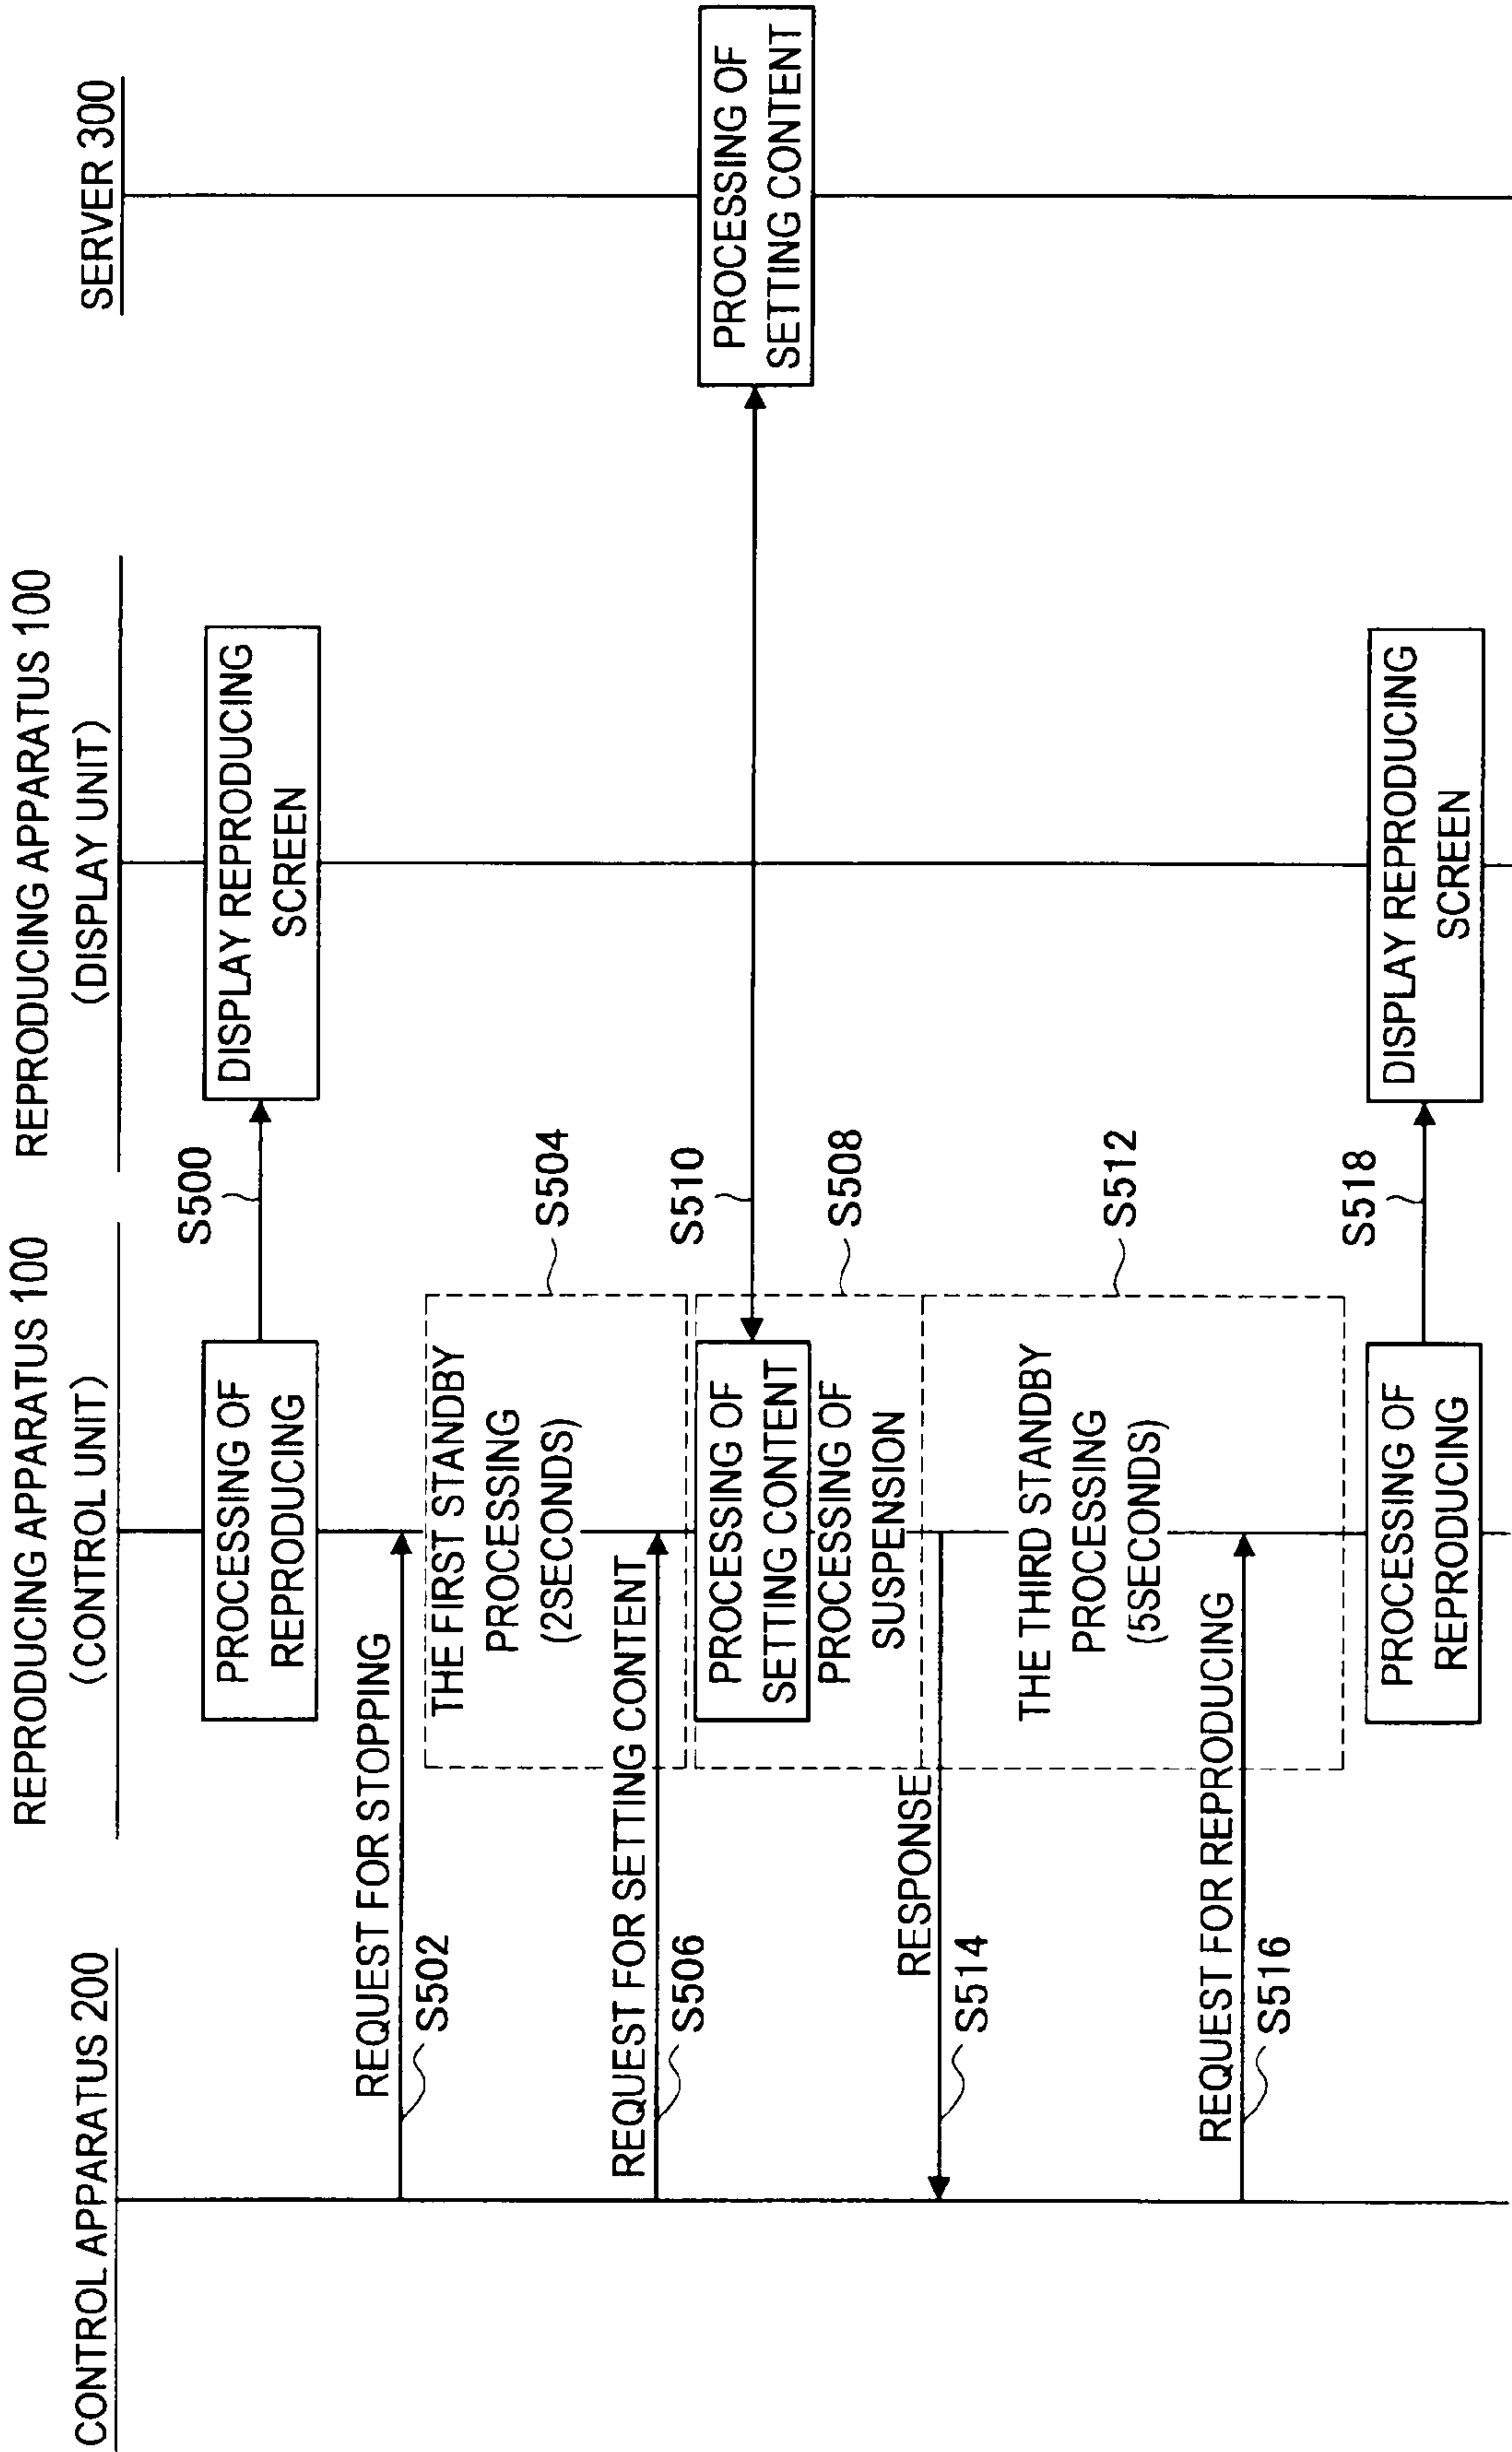 CONTROL APPARATUS 200
REPRODUCING APPARATUS 100
(CONTROL UNIT)
REPRODUCING APPARATUS 100
(DISPLAY UNIT)
SERVER 300
PROCESSING OF
REPRODUCING
S500
DISPLAY REPRODUCING
SCREEN
REQUEST FOR STOPPING
S502
THE FIRST STANDBY
PROCESSING
(2SECONDS)
S504
REQUEST FOR SETTING CONTENT
S506
PROCESSING OF
SETTING CONTENT
S510
PROCESSING OF
SETTING CONTENT
PROCESSING OF
SUSPENSION
S508
RESPONSE
S514
THE THIRD STANDBY
PROCESSING
(5SECONDS)
S512
REQUEST FOR REPRODUCING
S516
PROCESSING OF
REPRODUCING
S518
DISPLAY REPRODUCING
SCREEN